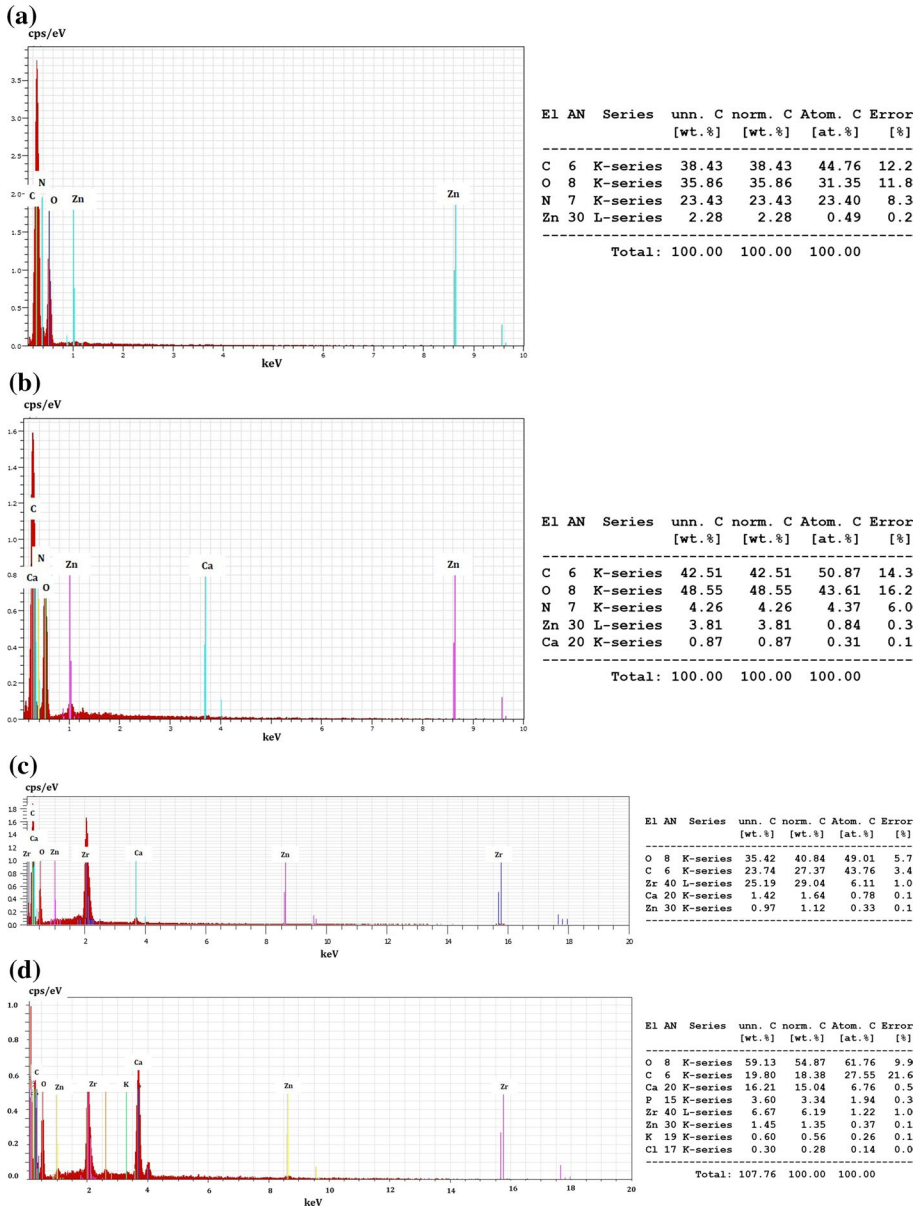 (a)
cps/eV
3.5
3.0
2.5
2.0
1.5
1.0
0.5
0.0
C N O Zn Zn
1 2 3 4 5 6 7 8 9 10
keV
El AN Series unn. C norm. C Atom. C Error
[wt.%] [wt.%] [at.%] [%]
C 6 K-series 38.43 38.43 44.76 12.2
O 8 K-series 35.86 35.86 31.35 11.8
N 7 K-series 23.43 23.43 23.40 8.3
Zn 30 L-series 2.28 2.28 0.49 0.2
Total: 100.00 100.00 100.00
(b)
cps/eV
1.6
1.4
1.2
1.0
0.8
0.6
0.4
0.2
0.0
C
N Zn Ca Zn
Ca O
1 2 3 4 5 6 7 8 9 10
keV
El AN Series unn. C norm. C Atom. C Error
[wt.%] [wt.%] [at.%] [%]
C 6 K-series 42.51 42.51 50.87 14.3
O 8 K-series 48.55 48.55 43.61 16.2
N 7 K-series 4.26 4.26 4.37 6.0
Zn 30 L-series 3.81 3.81 0.84 0.3
Ca 20 K-series 0.87 0.87 0.31 0.1
Total: 100.00 100.00 100.00
(c)
cps/eV
1.8
1.6
1.4
1.2
1.0
0.8
0.6
0.4
0.2
0.0
C
Ca
Zr O Zn Zr Ca Zn Zr
2 4 6 8 10 12 14 16 18 20
keV
El AN Series unn. C norm. C Atom. C Error
[wt.%] [wt.%] [at.%] [%]
O 8 K-series 35.42 40.84 49.01 5.7
C 6 K-series 23.74 27.37 43.76 3.4
Zr 40 L-series 25.19 29.04 6.11 1.0
Ca 20 K-series 1.42 1.64 0.78 0.1
Zn 30 K-series 0.97 1.12 0.33 0.1
(d)
cps/eV
1.0
0.8
0.6
0.4
0.2
0.0
C O Zn Zr K Ca Zn Zr
2 4 6 8 10 12 14 16 18 20
keV
El AN Series unn. C norm. C Atom. C Error
[wt.%] [wt.%] [at.%] [%]
O 8 K-series 59.13 54.87 61.76 9.9
C 6 K-series 19.80 18.38 27.55 21.6
Ca 20 K-series 16.21 15.04 6.76 0.5
P 15 K-series 3.60 3.34 1.94 0.3
Zr 40 L-series 6.67 6.19 1.22 1.0
Zn 30 K-series 1.45 1.35 0.37 0.1
K 19 K-series 0.60 0.56 0.26 0.1
Cl 17 K-series 0.30 0.28 0.14 0.0
Total: 107.76 100.00 100.00